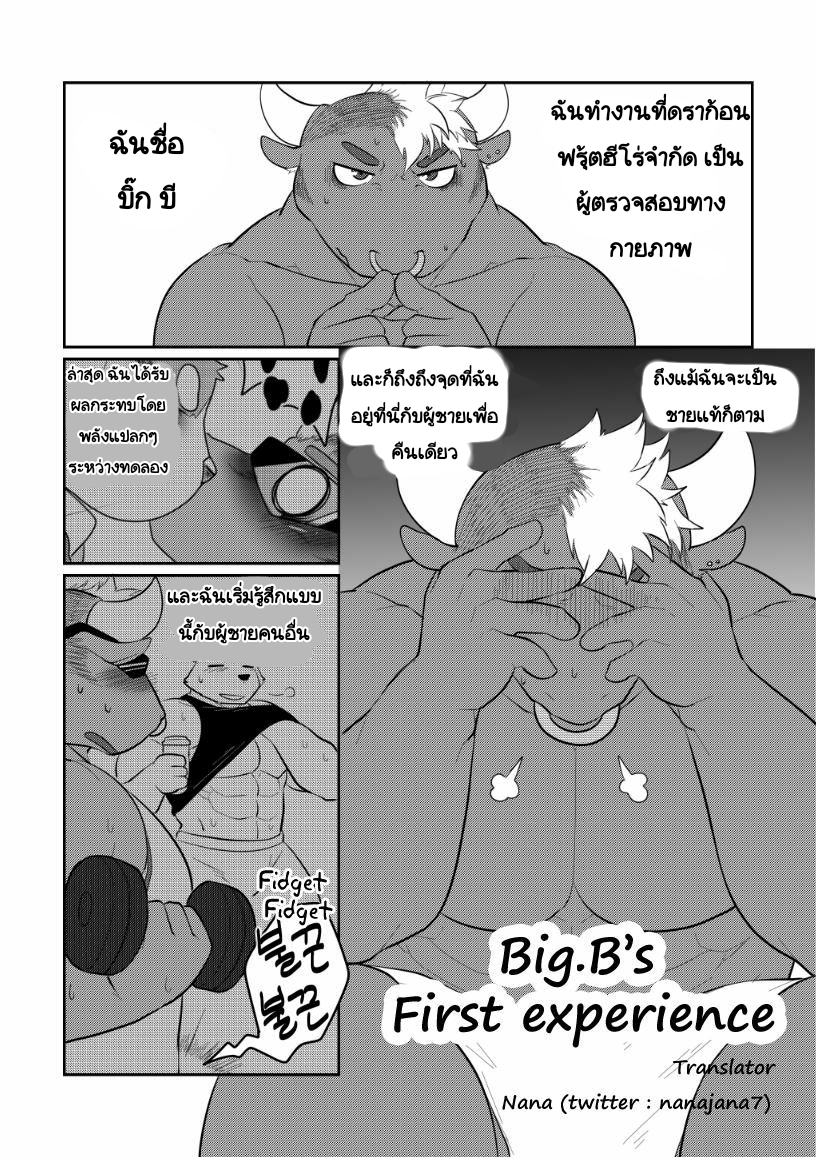 ฉันชื่อ
บิ๊ก บี
ฉันทำงานที่ดราก้อน
ฟรุ้ตฮีโร่จำกัด เป็น
ผู้ตรวจสอบทาง
กายภาพ
ล่าสุด ฉันได้รับ
ผลกระทบโดย
พลังแปลกๆ
ระหว่างทดลอง
และฉันเริ่มรู้สึกแบบ
นี้กับผู้ชายคนอื่น
Fidget
Fidget
불끈
불끈
และก็ถึงถึงจุดที่ฉัน
อยู่ที่นี่กับผู้ชายเพื่อ
คืนเดียว
ถึงแม้ฉันจะเป็น
ชายแท้ก็ตาม
Big.B's
First experience
Translator
Nana (twitter : nanajana7)